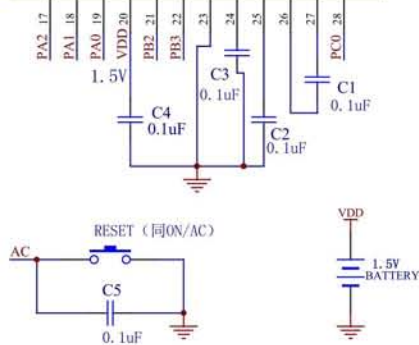 PA2 17
PA1 18
PA0 19
VDD 20
PB2 21
PB3 22
23
24
25
26
27
PC0 28
1.5V
C3
0.1uF
C1
0.1uF
C4
0.1uF
C2
0.1uF
RESET (同ON/AC)
AC
C5
0.1uF
VDD
1.5V
BATTERY